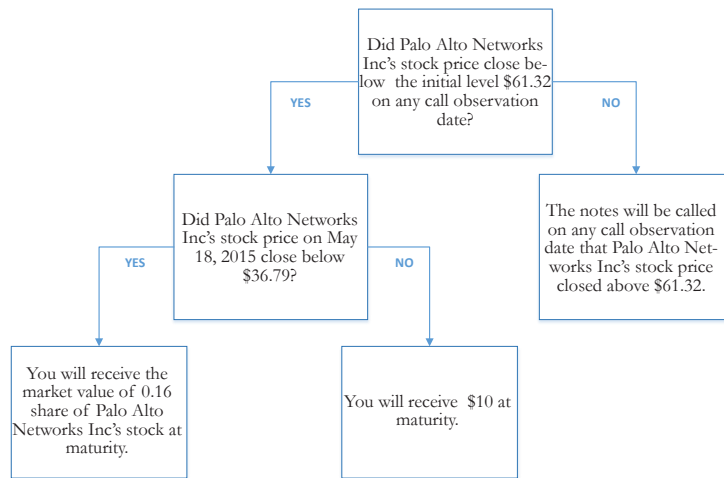 Did Palo Alto Networks
Inc's stock price close be-
low the initial level $61.32
on any call observation
date?
YES
NO
Did Palo Alto Networks
Inc's stock price on May
18, 2015 close below
$36.79?
The notes will be called
on any call observation
date that Palo Alto Net-
works Inc's stock price
closed above $61.32.
YES
NO
You will receive the
market value of 0.16
share of Palo Alto
Networks Inc's stock at
maturity.
You will receive $10 at
maturity.